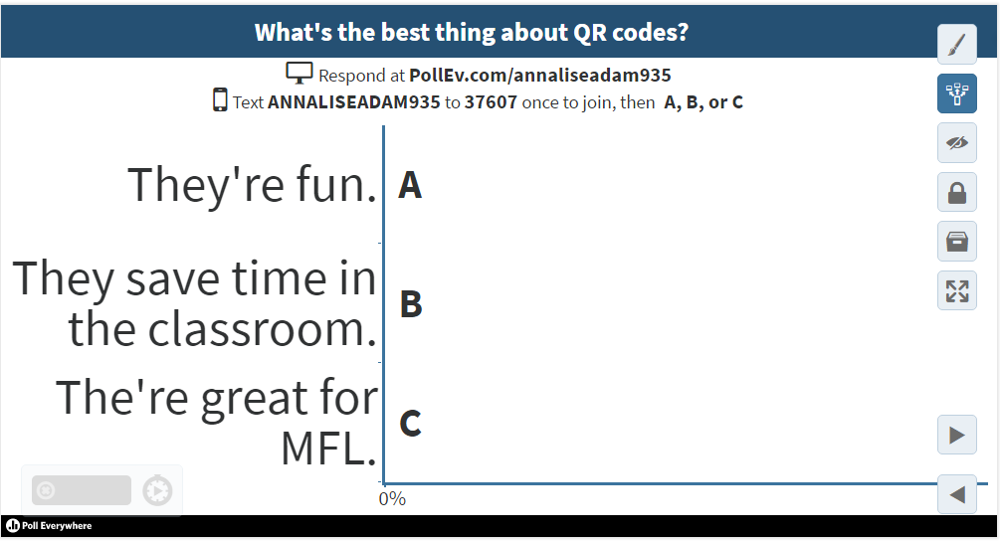 What's the best thing about QR codes?
Respond at PollEv.com/annaliseadam935
Text ANNALISEADAM935 to 37607 once to join, then A, B, or C
They're fun. A
They save time in
the classroom. B
The're great for
MFL. C
0%
Poll Everywhere